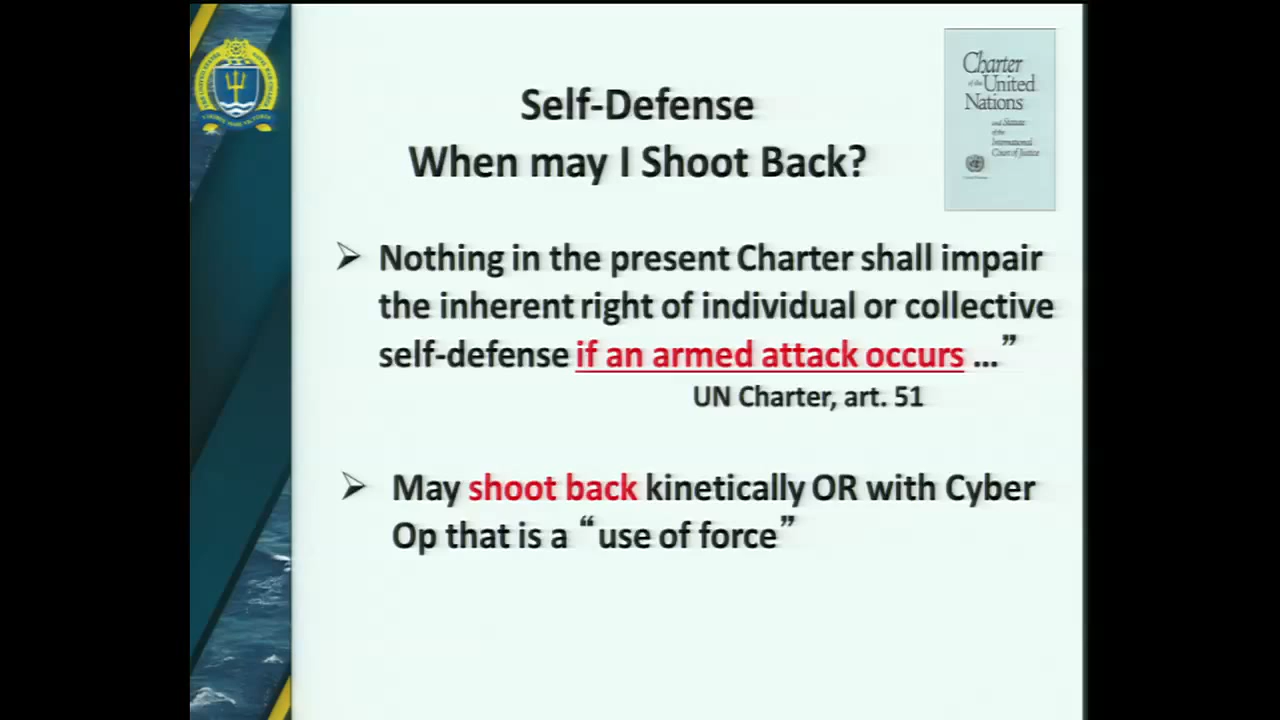 Charter
of the United
Nations
and Statute
of the
International
Court of Justice
Self-Defense
When may I Shoot Back?
➢ Nothing in the present Charter shall impair
the inherent right of individual or collective
self-defense if an armed attack occurs …”
UN Charter, art. 51
➢ May shoot back kinetically OR with Cyber
Op that is a “use of force”